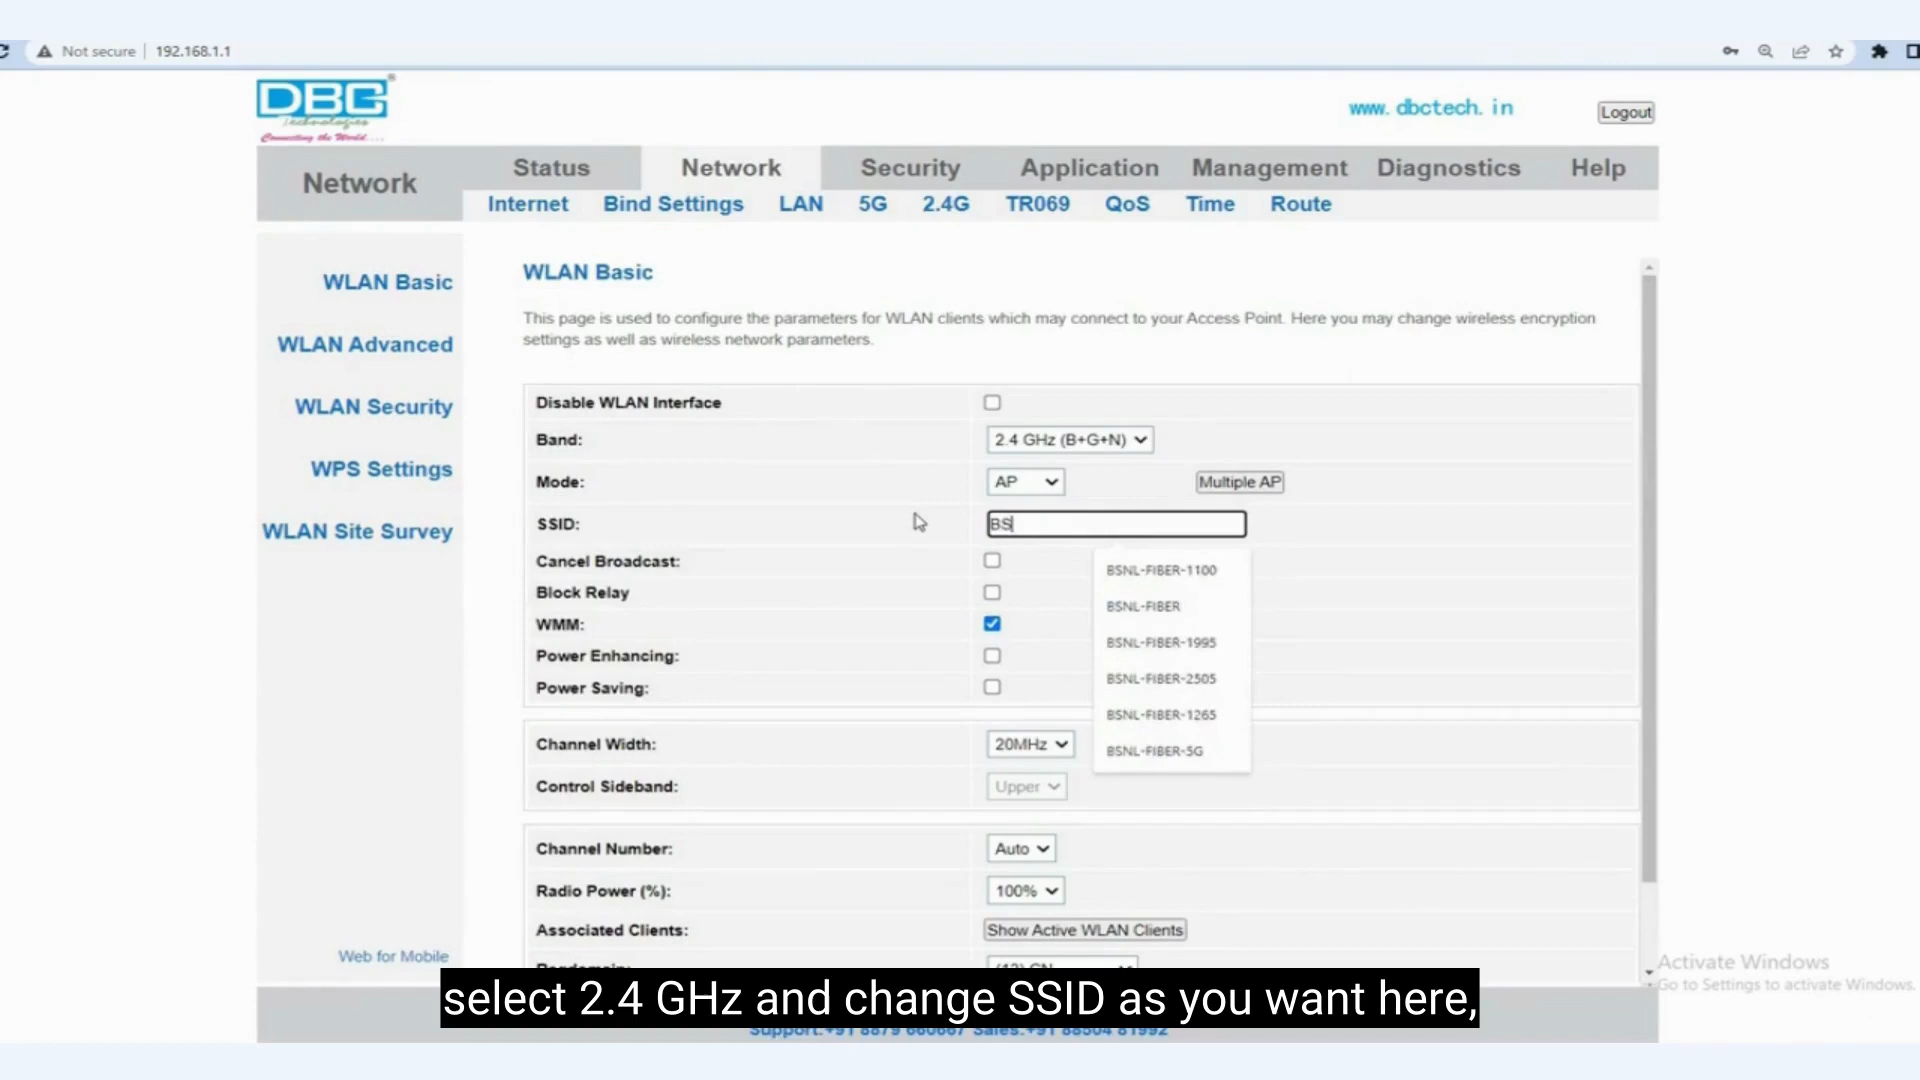 Not secure | 192.168.1.1
DBC
Technologies
Connecting the World....
www.dbctech.in
Logout
Network
Status Network Security Application Management Diagnostics Help
Internet Bind Settings LAN 5G 2.4G TR069 QoS Time Route
WLAN Basic
WLAN Advanced
WLAN Security
WPS Settings
WLAN Site Survey
Web for Mobile
WLAN Basic
This page is used to configure the parameters for WLAN clients which may connect to your Access Point. Here you may change wireless encryption
settings as well as wireless network parameters.
Disable WLAN Interface
Band: 2.4 GHz (B+G+N)
Mode: AP Multiple AP
SSID: BS
Cancel Broadcast:
Block Relay
WMM:
Power Enhancing:
Power Saving:
BSNL-FIBER-1100
BSNL-FIBER
BSNL-FIBER-1995
BSNL-FIBER-2505
BSNL-FIBER-1265
BSNL-FIBER-5G
Channel Width: 20MHz
Control Sideband: Upper
Channel Number: Auto
Radio Power (%): 100%
Associated Clients: Show Active WLAN Clients
Activate Windows
Go to Settings to activate Windows.
select 2.4 GHz and change SSID as you want here,